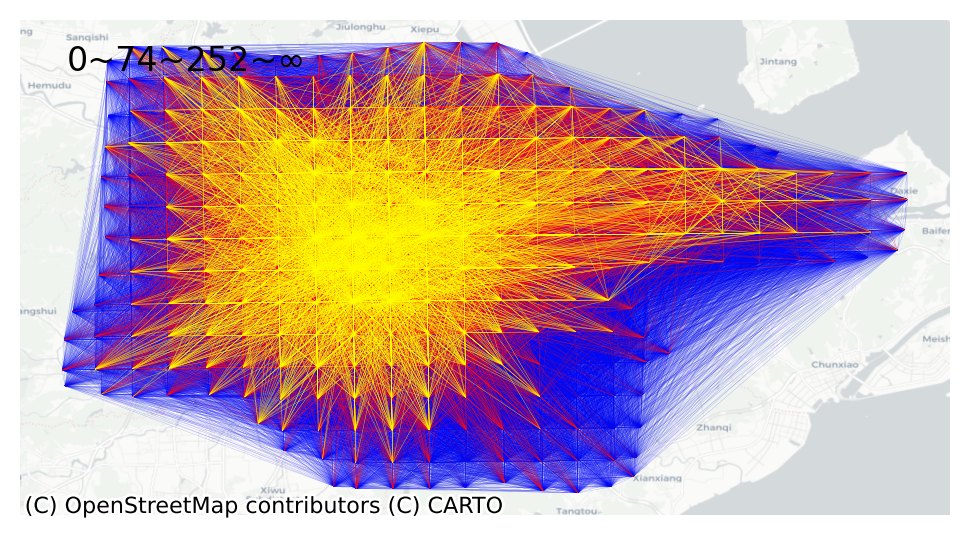 Jiulonghu
Xiepu
Sanqishi
ng
0~74~252~∞
Jintang
Hemudu
Daxie
Baifen
angshui
Meish
Chunxiao
Zhanqi
Xianxiang
Xiwu
Tangtou
(C) OpenStreetMap contributors (C) CARTO